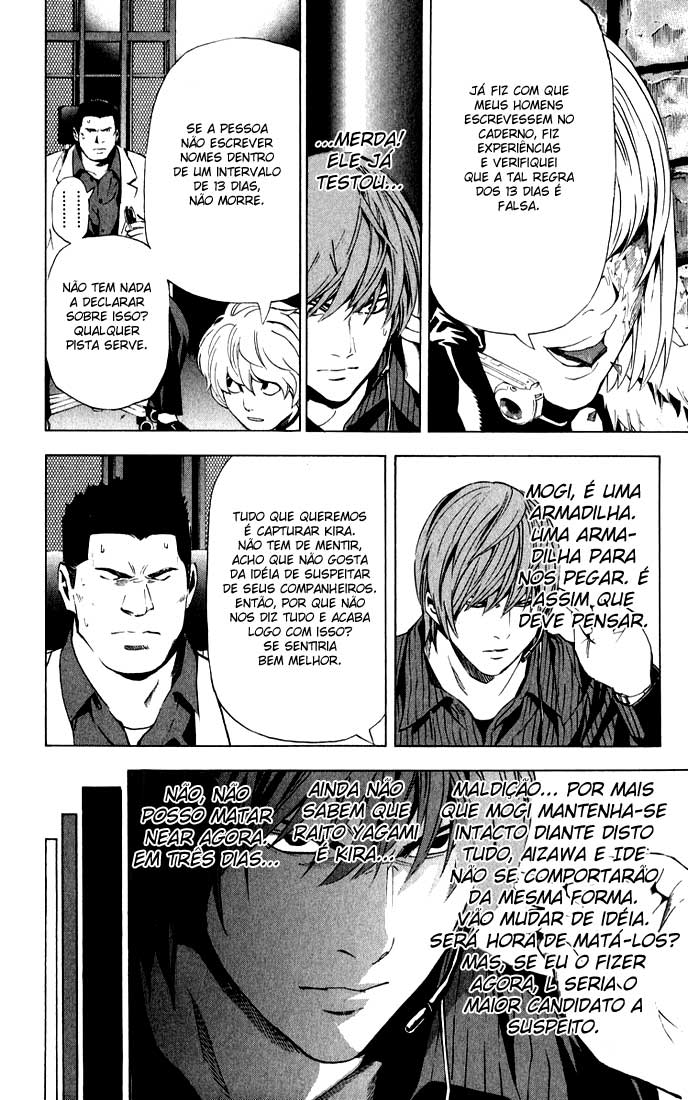 JÁ FIZ COM QUE
MEUS HOMENS
ESCREVESSEM NO
CADERNO, FIZ
EXPERIÊNCIAS
E VERIFIQUEI
QUE A TAL REGRA
DOS 13 DIAS É
FALSA.
...MERDA!
ELE JÁ
TESTOU...
SE A PESSOA
NÃO ESCREVER
NOMES DENTRO
DE UM INTERVALO
DE 13 DIAS,
NÃO MORRE.
NÃO TEM NADA
A DECLARAR
SOBRE ISSO?
QUALQUER
PISTA SERVE.
MOGI, É UMA
ARMADILHA.
UMA ARMA-
DILHA PARA
NOS PEGAR. É
ASSIM QUE
DEVE PENSAR.
TUDO QUE QUEREMOS
É CAPTURAR KIRA.
NÃO TEM DE MENTIR,
ACHO QUE NÃO GOSTA
DA IDÉIA DE SUSPEITAR
DE SEUS COMPANHEIROS.
ENTÃO, POR QUE NÃO
NOS DIZ TUDO E ACABA
LOGO COM ISSO?
SE SENTIRIA
BEM MELHOR.
MALDIÇÃO... POR MAIS
QUE MOGI MANTENHA-SE
INTACTO DIANTE DISTO
TUDO, AIZAWA E IDE
NÃO SE COMPORTARÃO
DA MESMA FORMA.
VÃO MUDAR DE IDÉIA.
SERÁ HORA DE MATÁ-LOS?
MAS, SE EU O FIZER
AGORA, L SERIA O
MAIOR CANDIDATO A
SUSPEITO.
AINDA NÃO
SABEM QUE
RAITO YAGAMI
É KIRA...
NÃO, NÃO
POSSO MATAR
NEAR AGORA.
EM TRÊS DIAS...